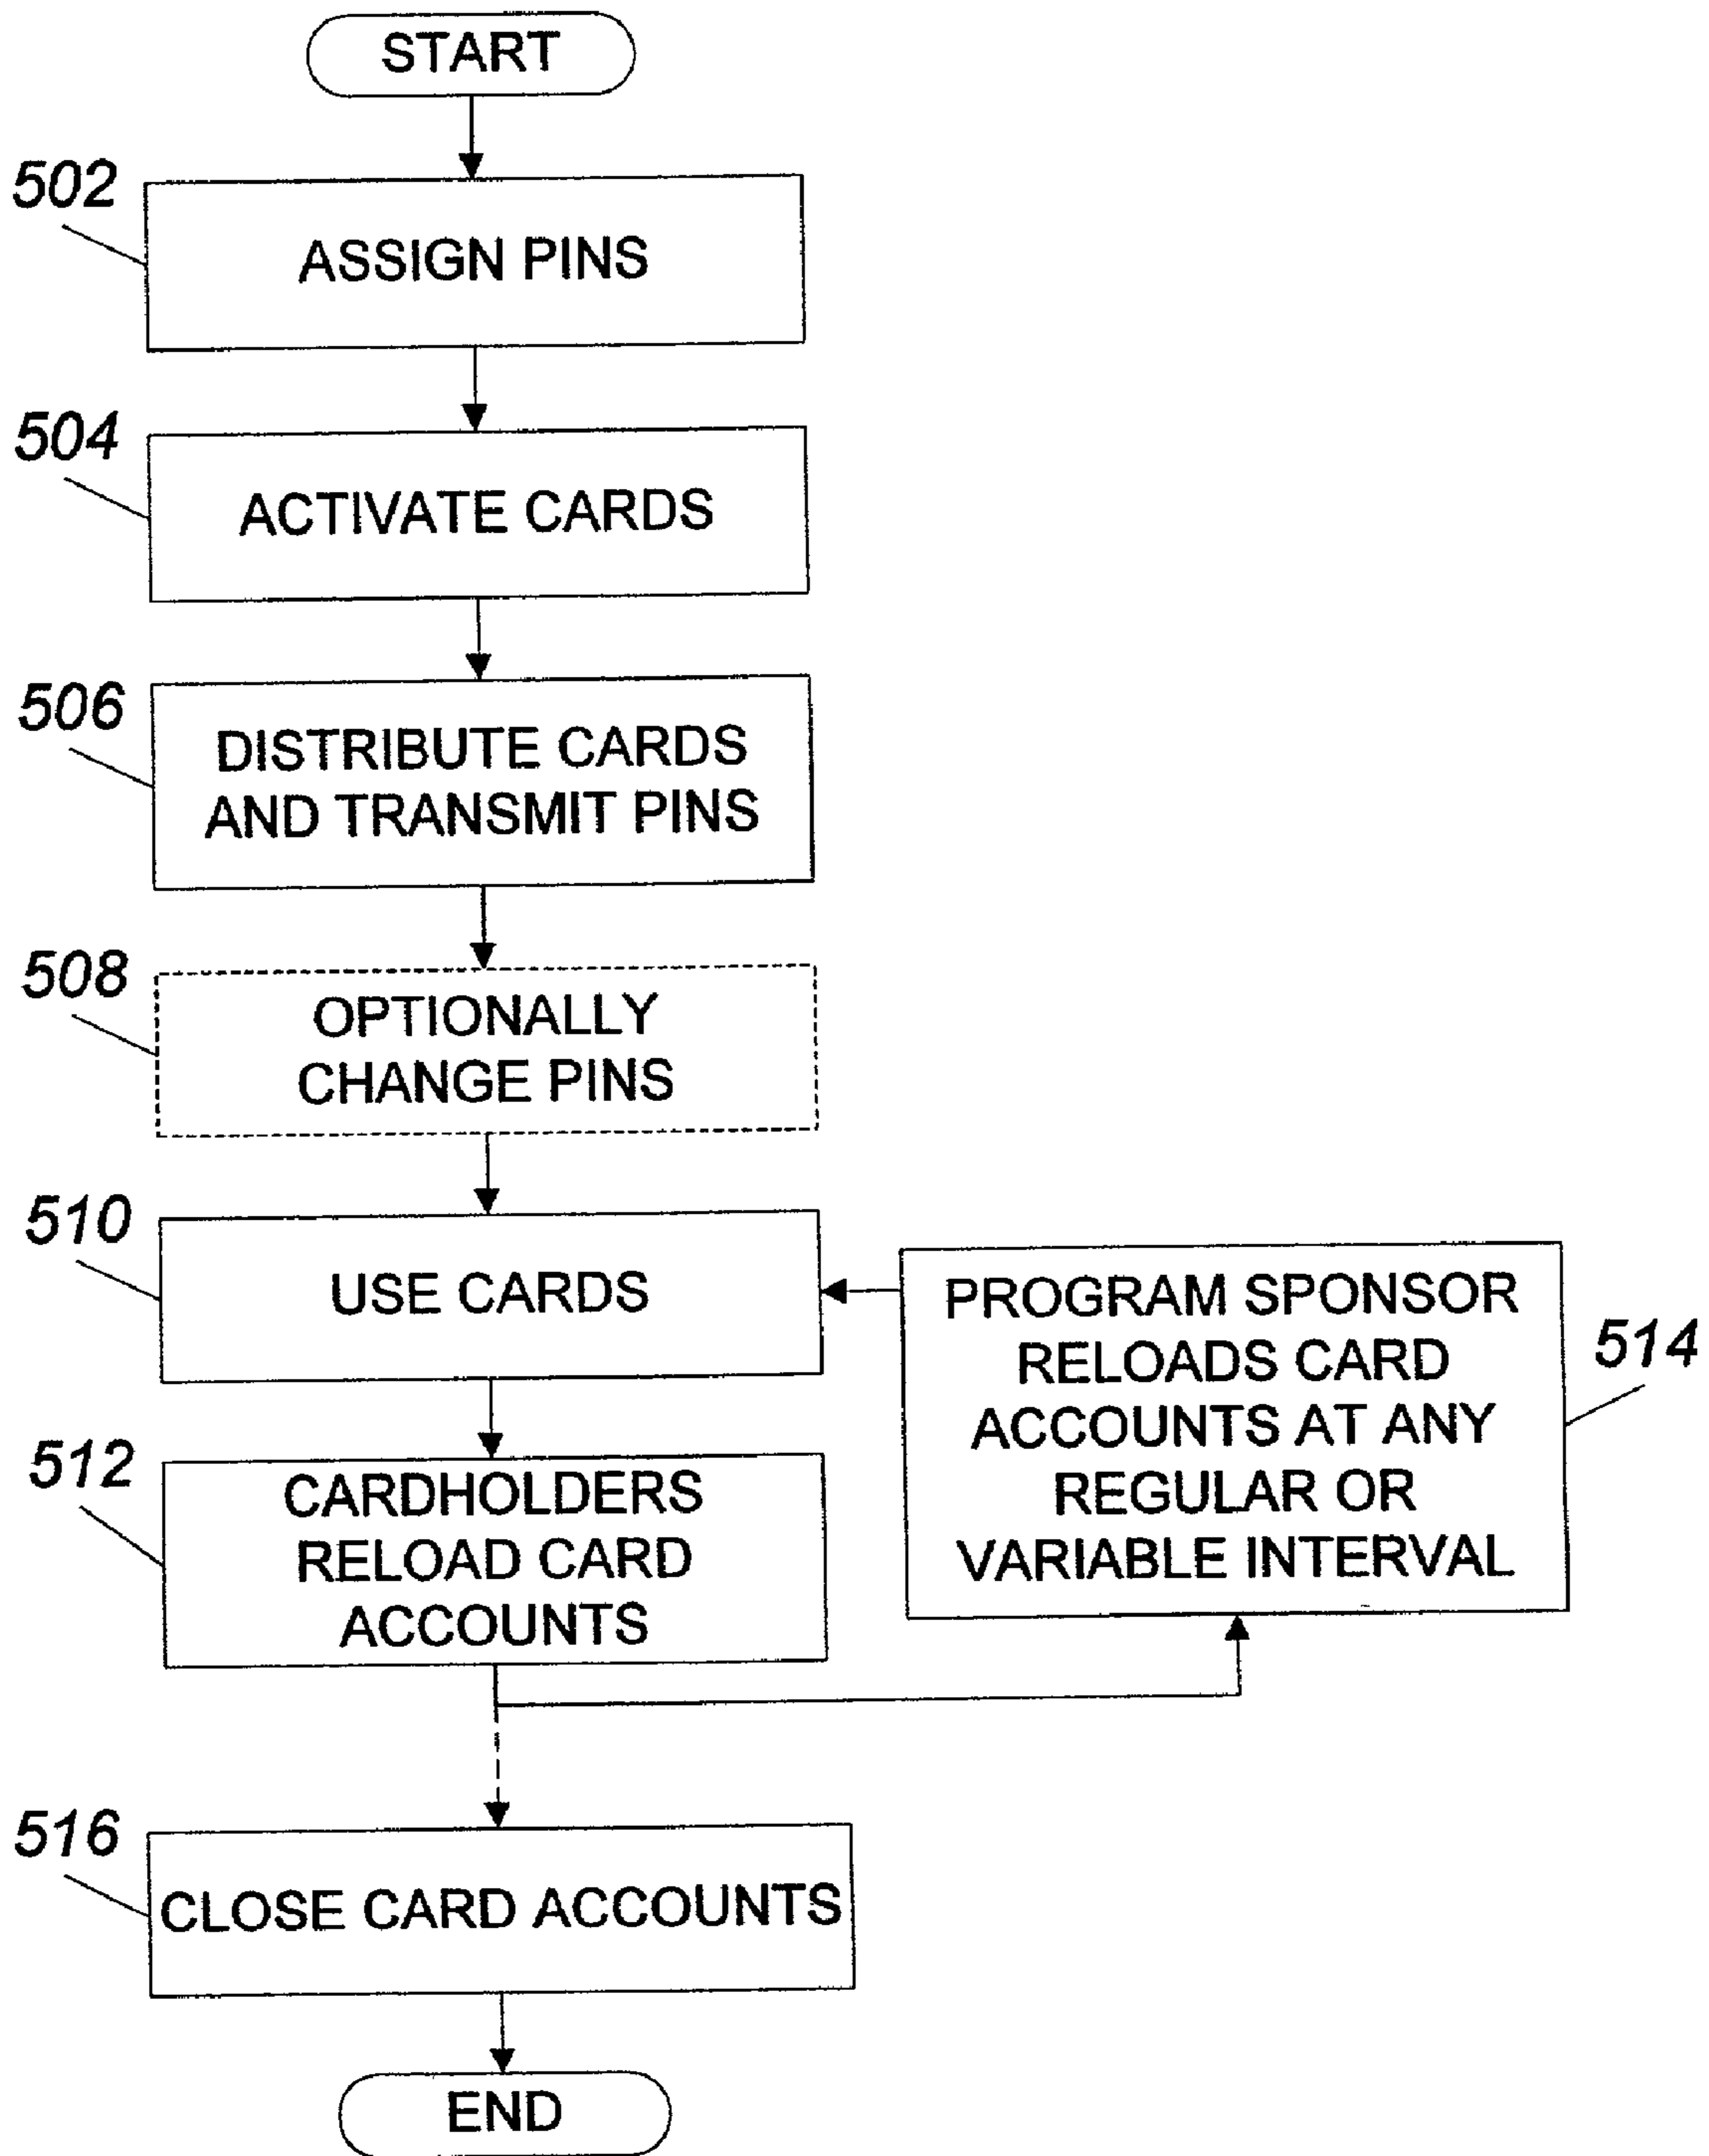 START
502
ASSIGN PINS
504
ACTIVATE CARDS
506
DISTRIBUTE CARDS
AND TRANSMIT PINS
508
OPTIONALLY
CHANGE PINS
510
USE CARDS
512
CARDHOLDERS
RELOAD CARD
ACCOUNTS
PROGRAM SPONSOR
RELOADS CARD
ACCOUNTS AT ANY
REGULAR OR
VARIABLE INTERVAL
514
516
CLOSE CARD ACCOUNTS
END